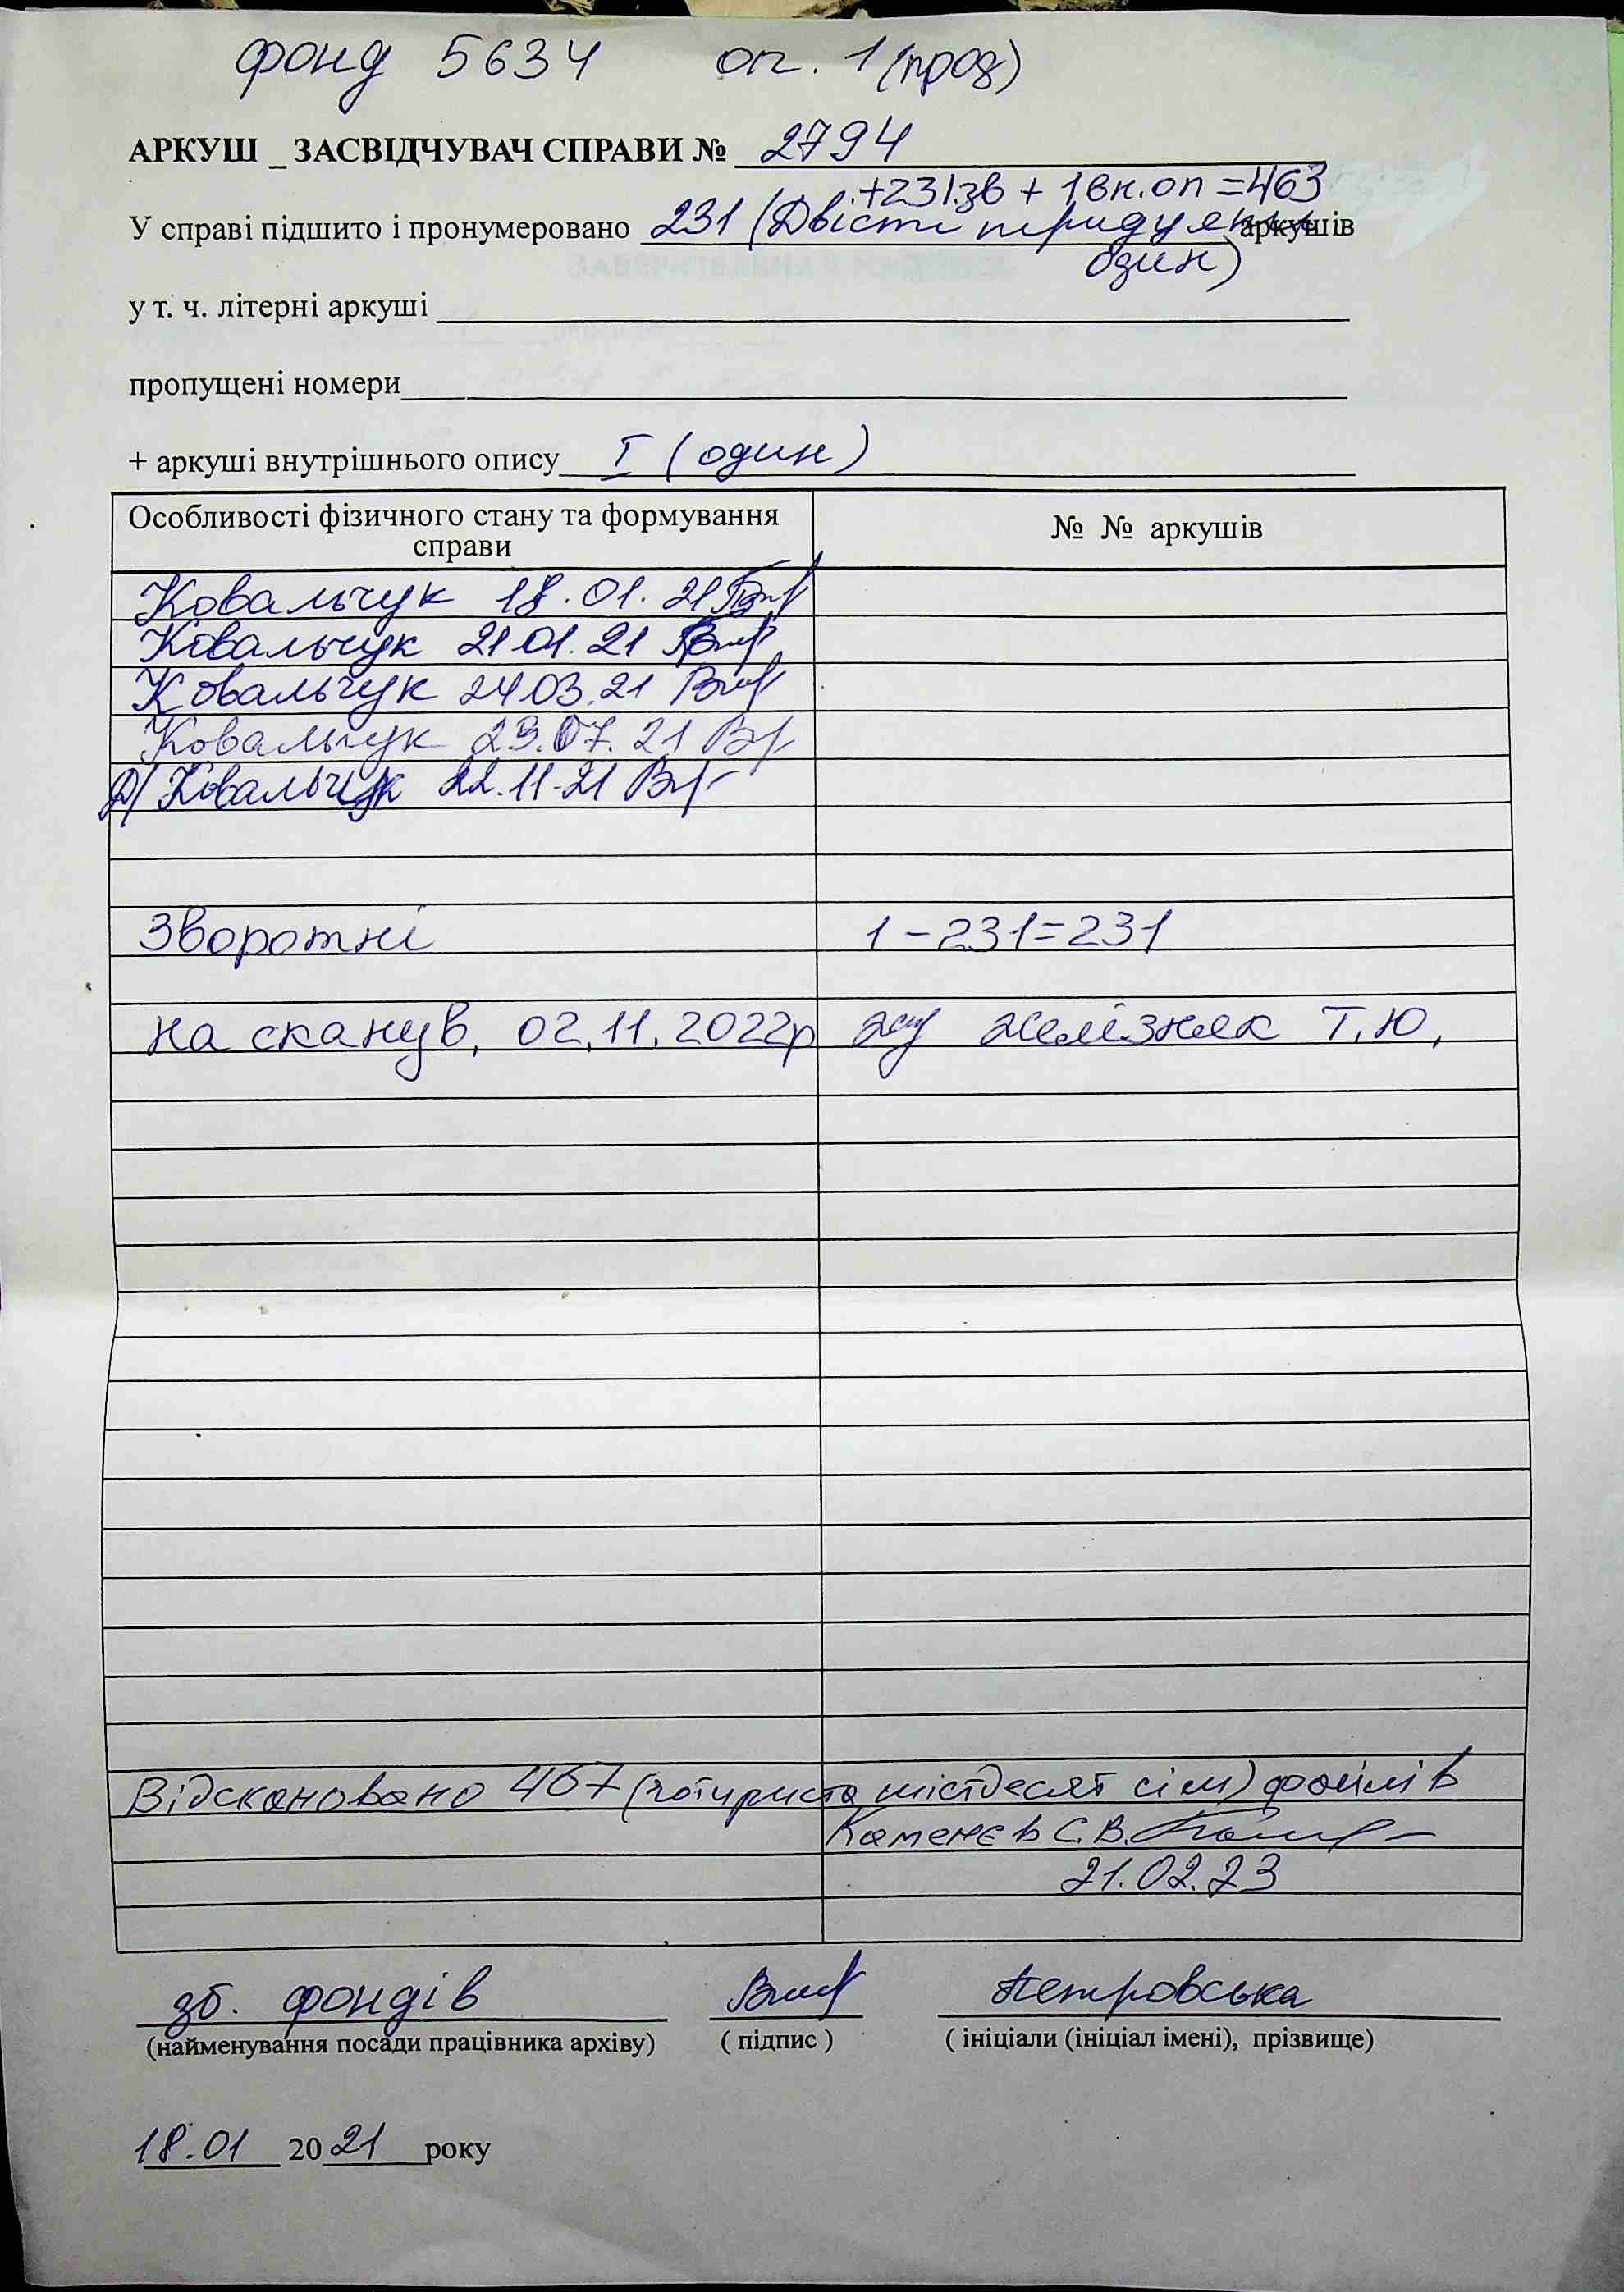 фонд 5634 оп. 1 (прод)
АРКУШ _ ЗАСВІДЧУВАЧ СПРАВИ № 2794
+231зв + 1вн.оп = 463
У справі підшито і пронумеровано 231 (Двісті тридцять аркушів
один)
у т. ч. літерні аркуші
пропущені номери
+ аркуші внутрішнього опису I (один)
Особливості фізичного стану та формування справи
№ № аркушів
Ковальчук 18.01.21
Ковальчук 21.01.21
Ковальчук 24.03.21
Ковальчук 23.07.21
Ковальчук 22.11.21
Зворотні 1-231=231
на сканув, 02.11.2022р Желізняк Т.Ю.
Відскановано 467 (чотириста шістдесят сім) файлів
Каменєв С.В.
21.02.23
зб. фондів Петровська
(найменування посади працівника архіву) ( підпис ) ( ініціали (ініціал імені), прізвище)
18.01 2021 року